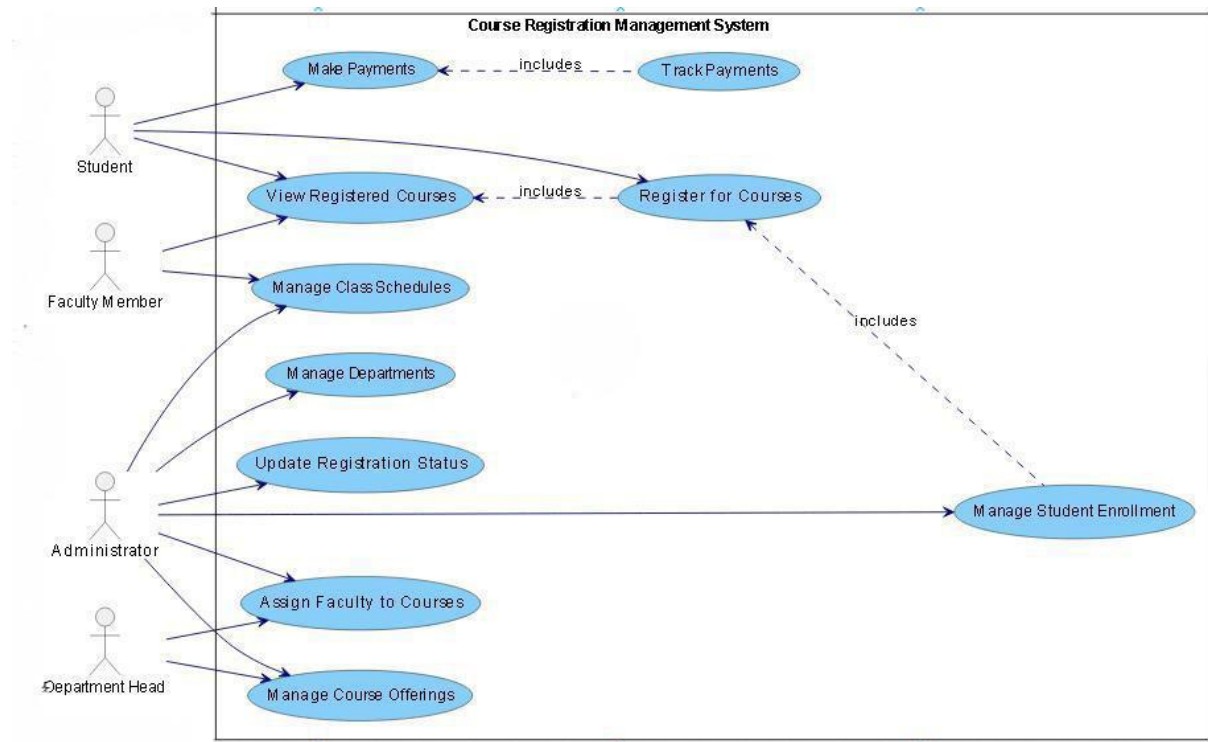 Course Registration Management System
Make Payments
includes
Track Payments
Student
View Registered Courses
includes
Register for Courses
Faculty Member
Manage Class Schedules
includes
Manage Departments
Update Registration Status
Manage Student Enrollment
Administrator
Assign Faculty to Courses
Department Head
Manage Course Offerings